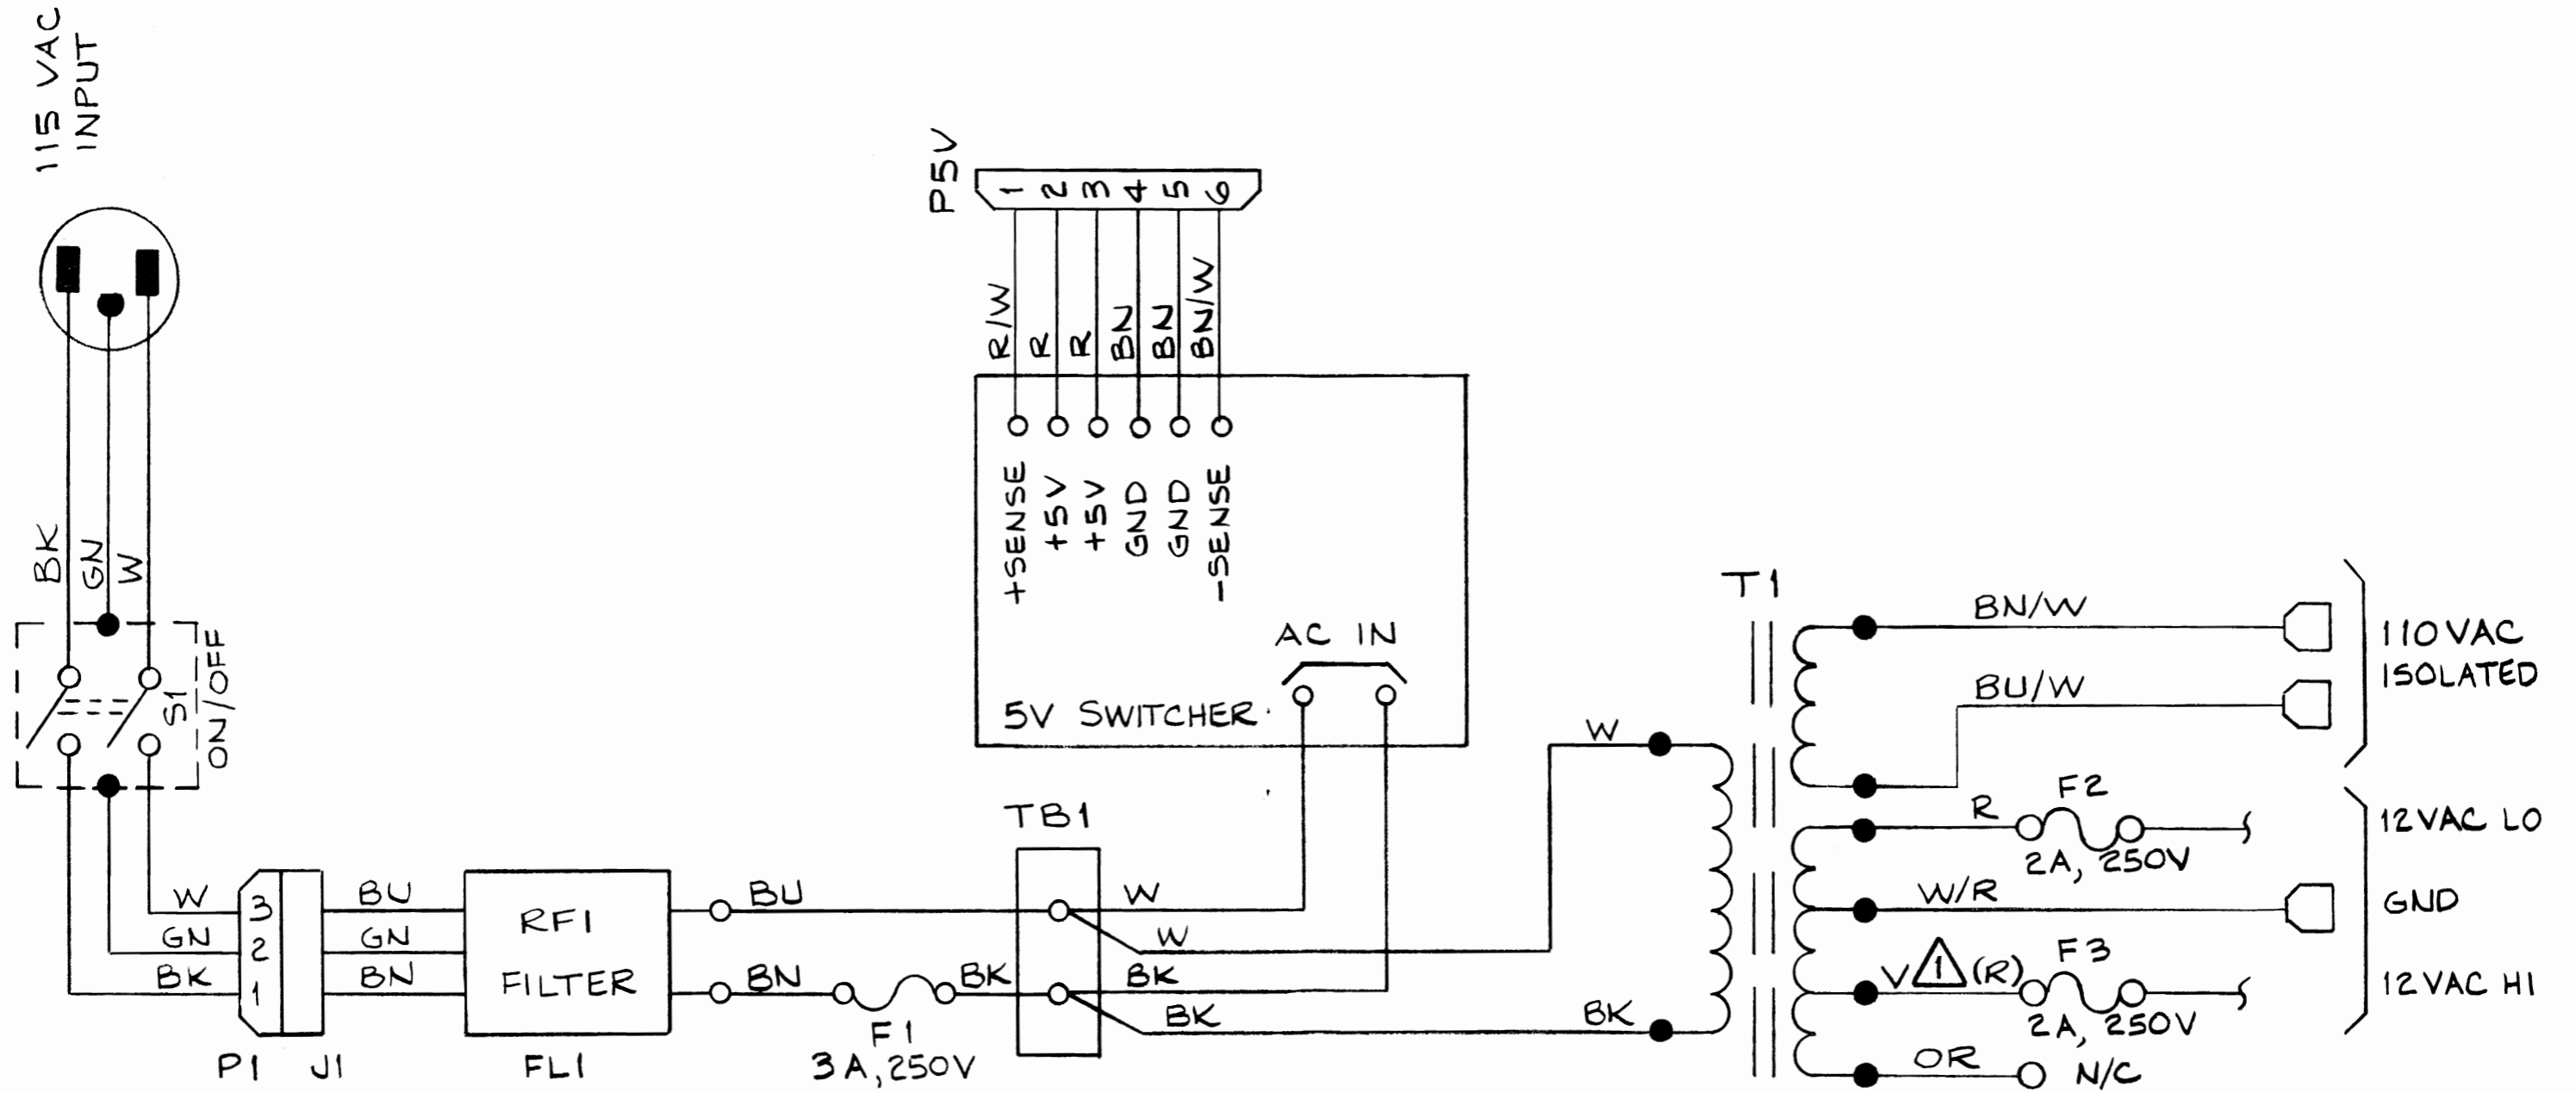 115 VAC
INPUT
BK
GN
W
S1
ON/OFF
W
GN
BK
3
2
1
P1
J1
BU
GN
BN
RFI
FILTER
FL1
BU
BN
F1
3A, 250V
BK
TB1
W
W
BK
BK
P5V
1
2
3
4
5
6
R/W
R
R
BN
BN
BN/W
+SENSE
+5V
+5V
GND
GND
-SENSE
AC IN
5V SWITCHER
W
BK
T1
BN/W
BU/W
110VAC
ISOLATED
R
F2
2A, 250V
12VAC LO
W/R
GND
V 1 (R)
F3
2A, 250V
12VAC HI
OR
N/C